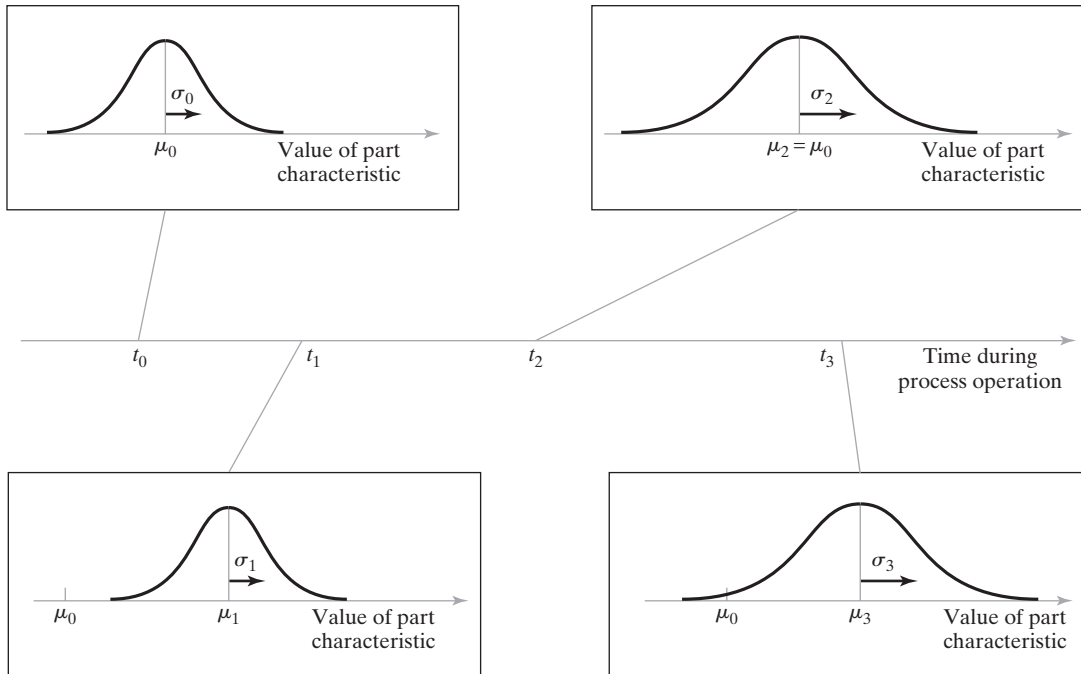 σ0
μ0
Value of part
characteristic
σ2
μ2 = μ0
Value of part
characteristic
t0
t1
t2
t3
Time during
process operation
σ1
μ0
μ1
Value of part
characteristic
σ3
μ0
μ3
Value of part
characteristic